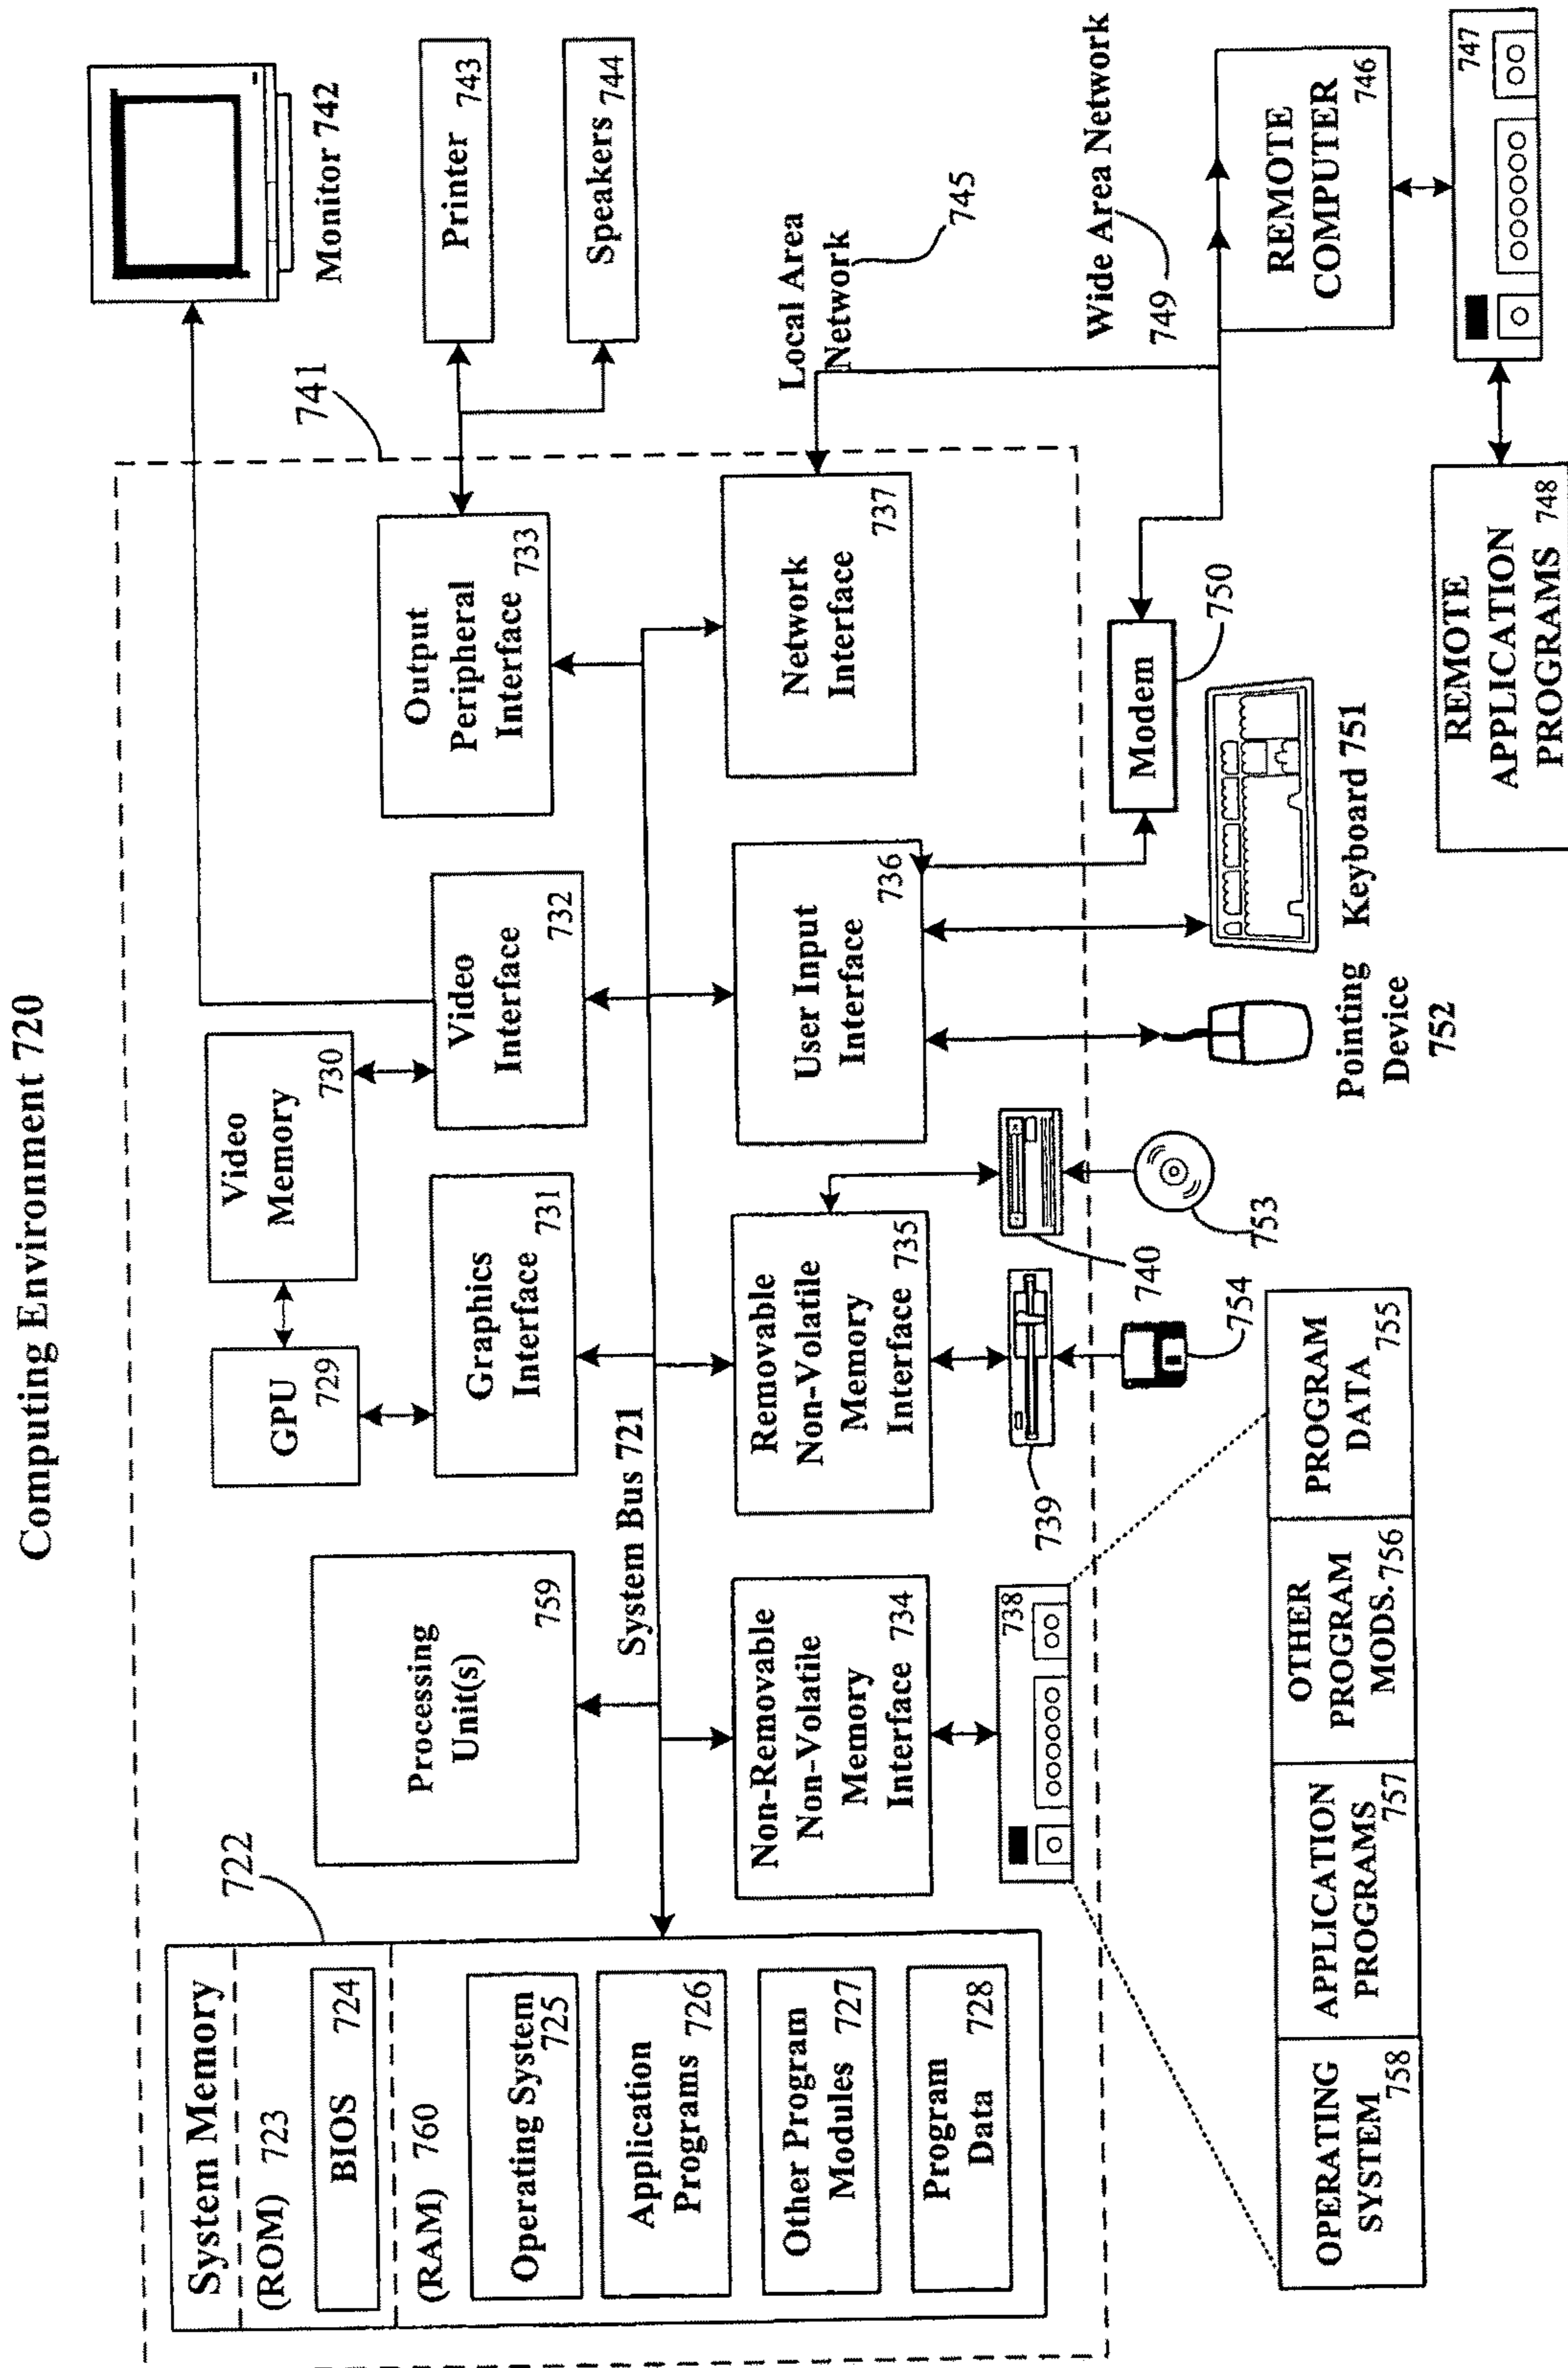 Computing Environment 720
System Memory
(ROM) 723
BIOS 724
(RAM) 760
Operating System
725
Application
Programs 726
Other Program
Modules 727
Program
Data 728
722
Processing
Unit(s)
759
System Bus 721
GPU
729
Video
Memory
730
Graphics
Interface
731
Video
Interface
732
Output
Peripheral
Interface 733
741
Monitor 742
Printer 743
Speakers 744
Non-Removable
Non-Volatile
Memory
Interface 734
Removable
Non-Volatile
Memory
Interface 735
User Input
Interface
736
Network
Interface
737
Local Area
Network
745
738
739
740
754
753
Pointing
Device
752
Keyboard 751
Modem
750
Wide Area Network
749
REMOTE
COMPUTER
746
747
REMOTE
APPLICATION
PROGRAMS 748
OPERATING
SYSTEM
758
APPLICATION
PROGRAMS
757
OTHER
PROGRAM
MODS. 756
PROGRAM
DATA
755